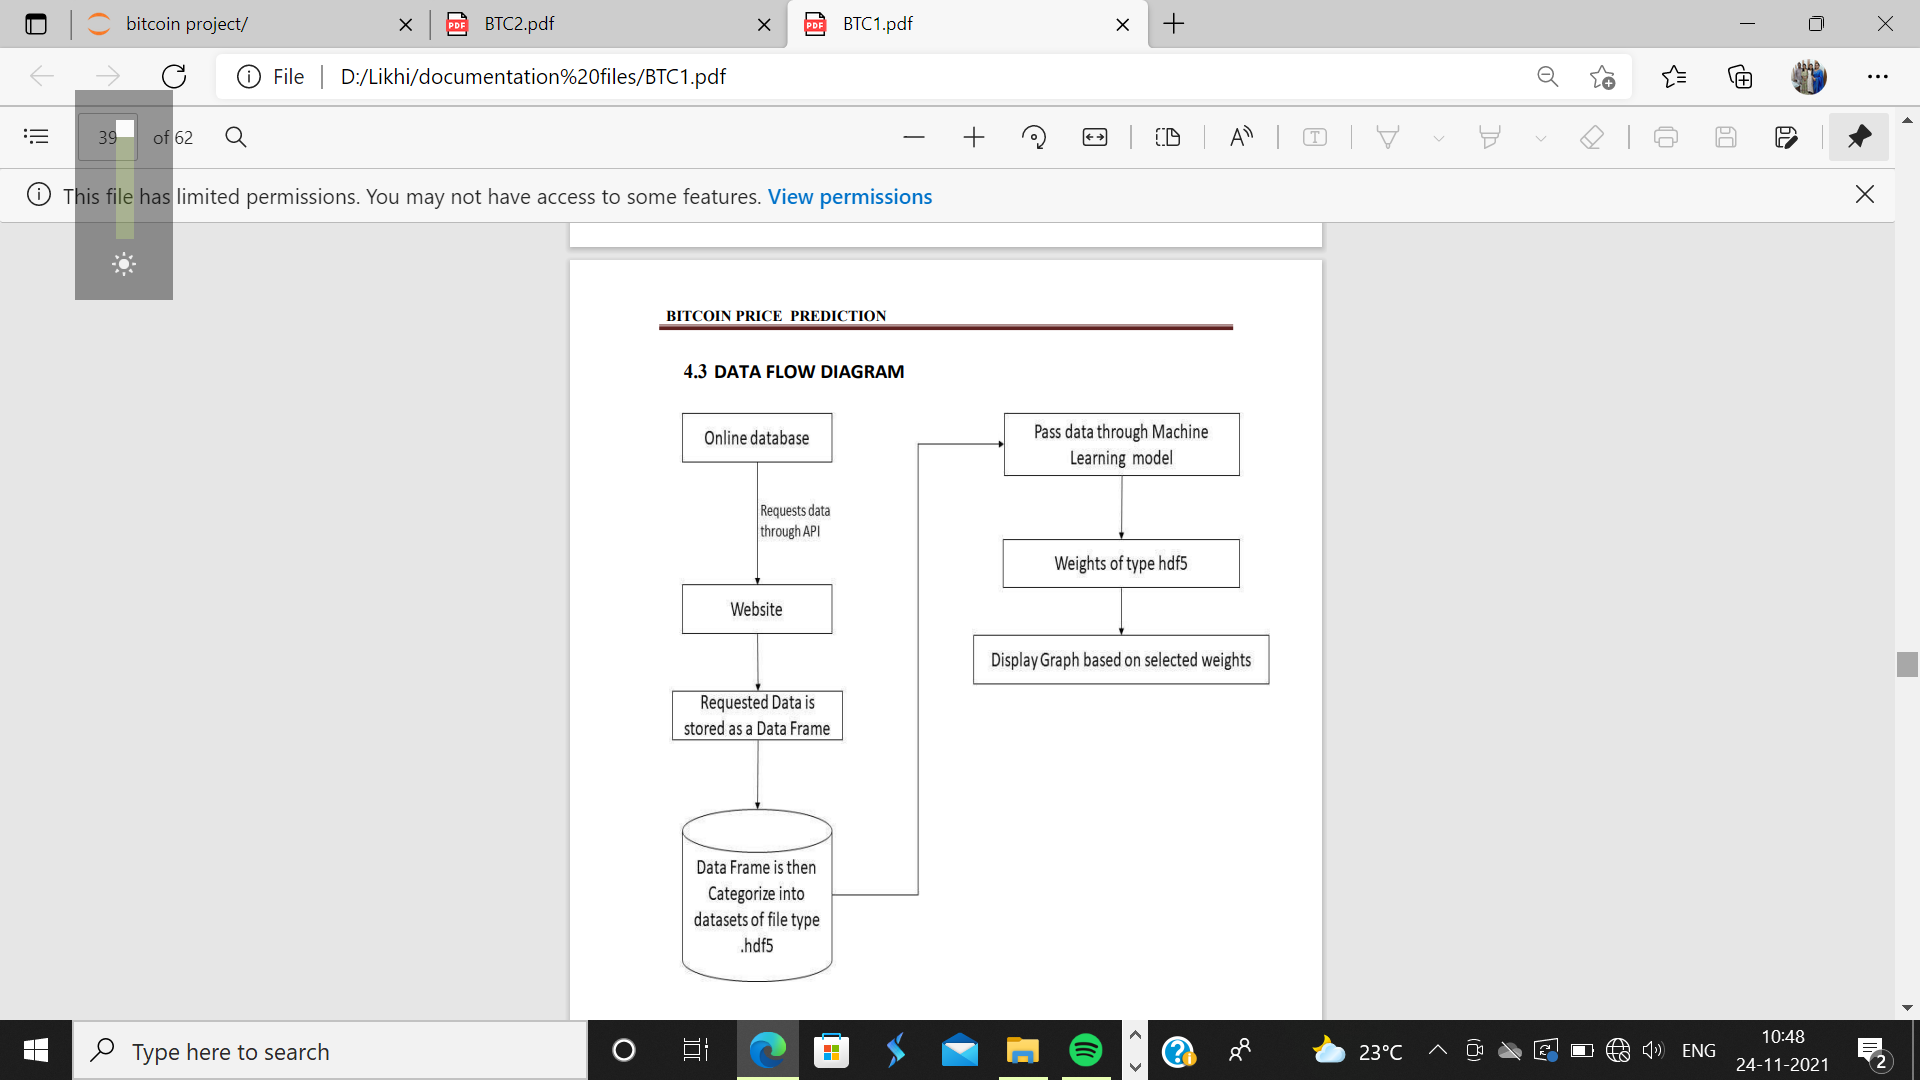 bitcoin project/
BTC2.pdf
BTC1.pdf
File
D:/Likhi/documentation%20files/BTC1.pdf
39 of 62
This file has limited permissions. You may not have access to some features. View permissions
BITCOIN PRICE PREDICTION
4.3 DATA FLOW DIAGRAM
Online database
Requests data
through API
Website
Requested Data is
stored as a Data Frame
Data Frame is then
Categorize into
datasets of file type
.hdf5
Pass data through Machine
Learning model
Weights of type hdf5
Display Graph based on selected weights
Type here to search
23°C
ENG
10:48
24-11-2021
2